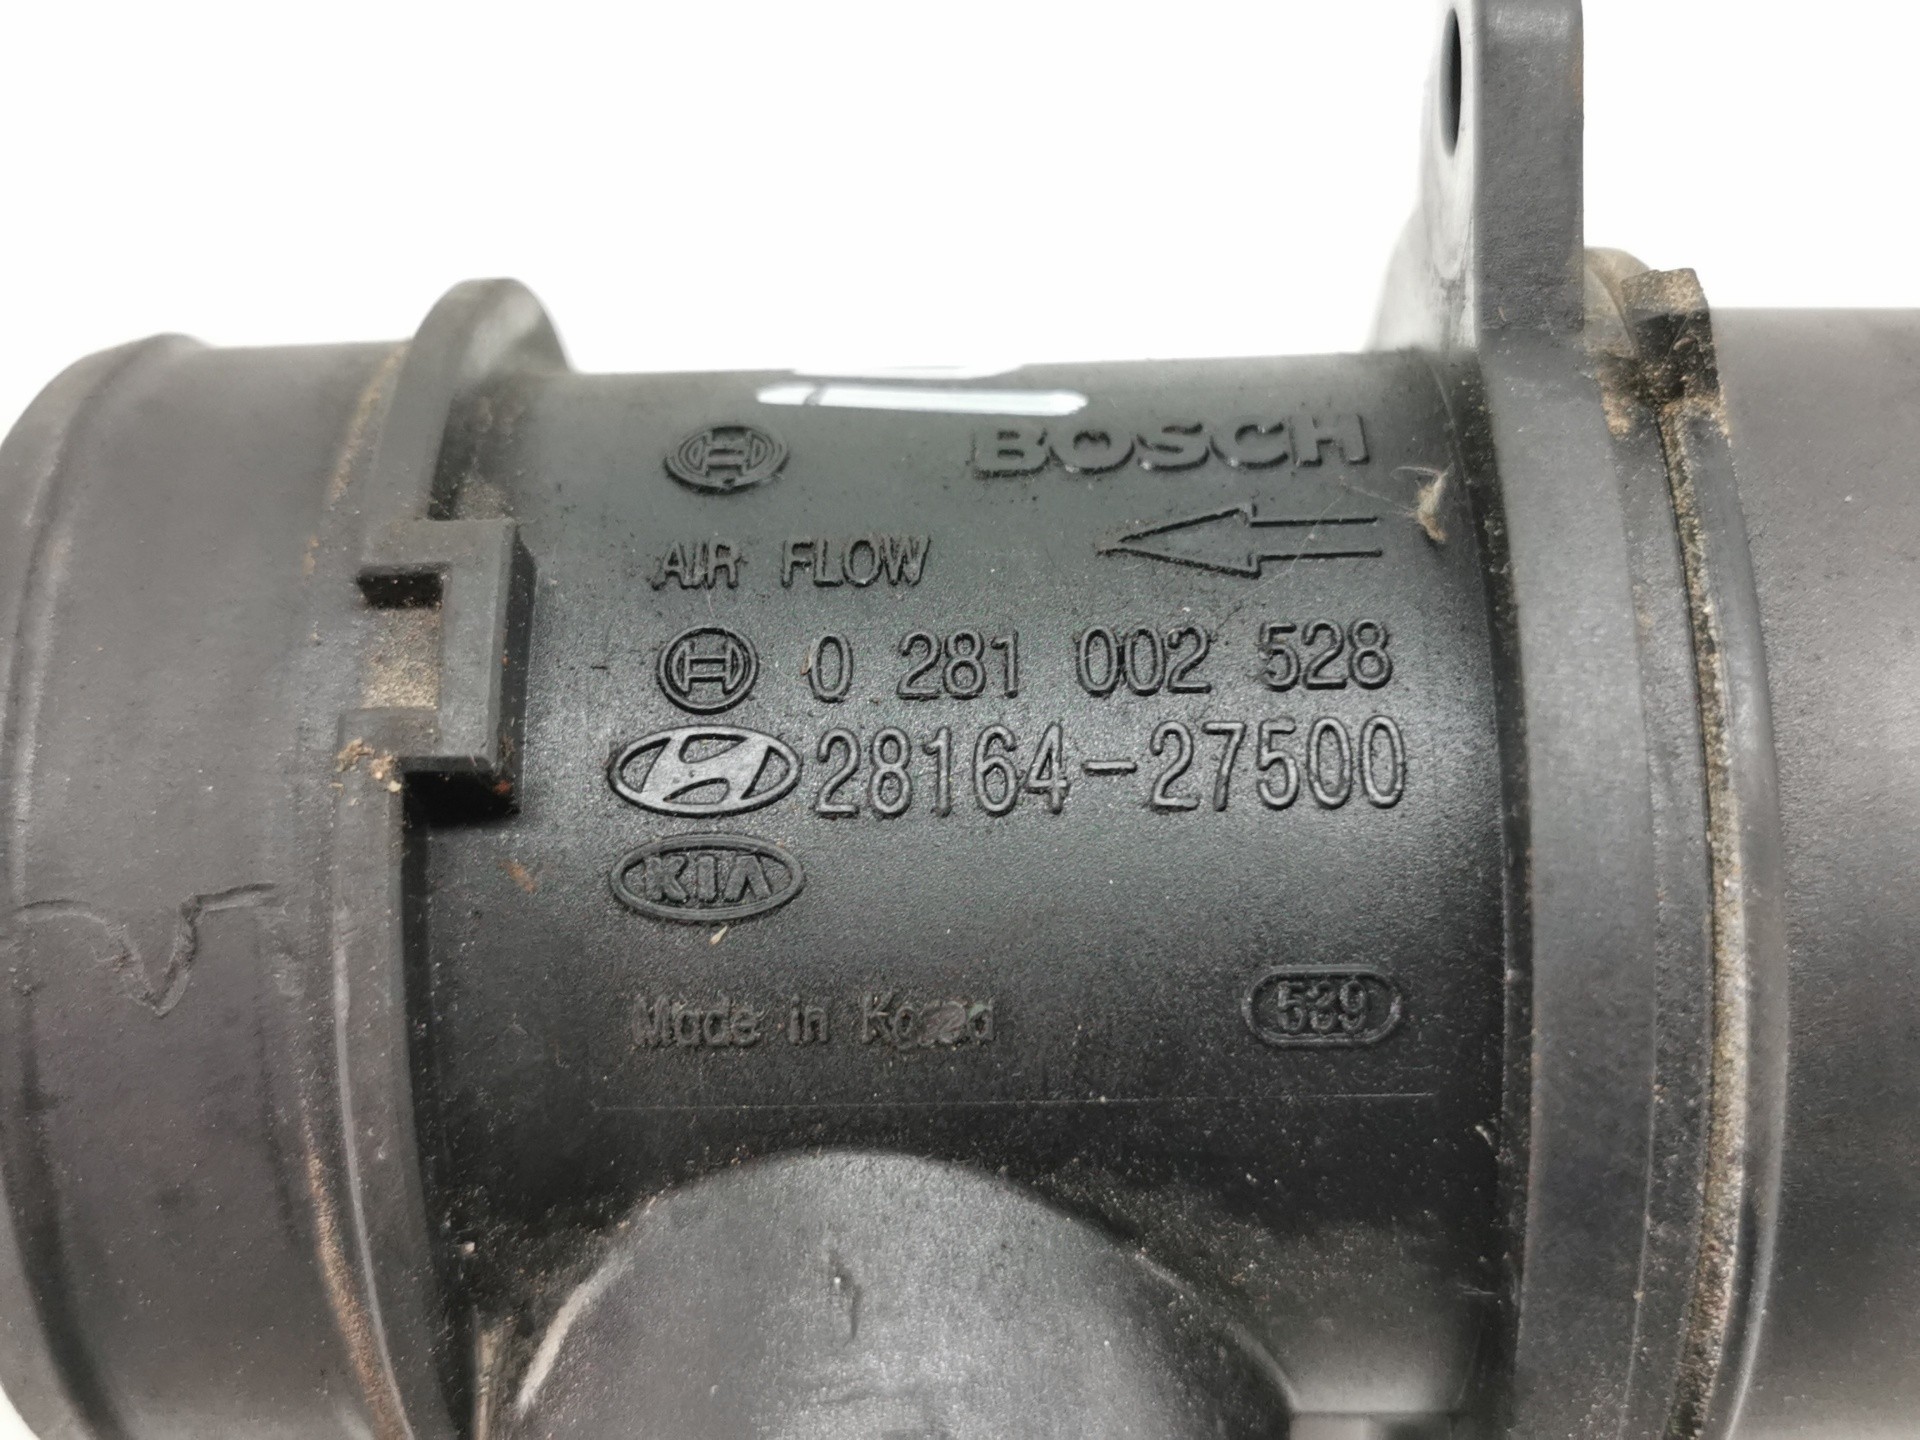 BOSCH
AIR FLOW
0 281 002 528
28164-27500
KIA
Made in Korea
539